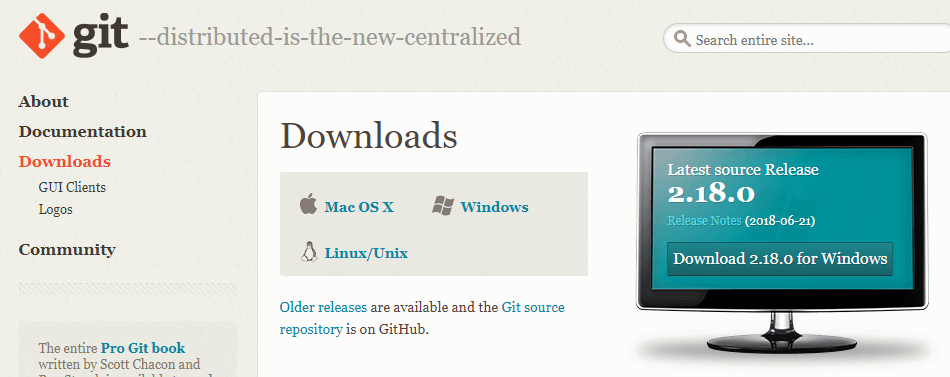 git --distributed-is-the-new-centralized
Search entire site...
About
Documentation
Downloads
GUI Clients
Logos
Community
The entire Pro Git book
written by Scott Chacon and
Downloads
Mac OS X
Windows
Linux/Unix
Older releases are available and the Git source
repository is on GitHub.
Latest source Release
2.18.0
Release Notes (2018-06-21)
Download 2.18.0 for Windows